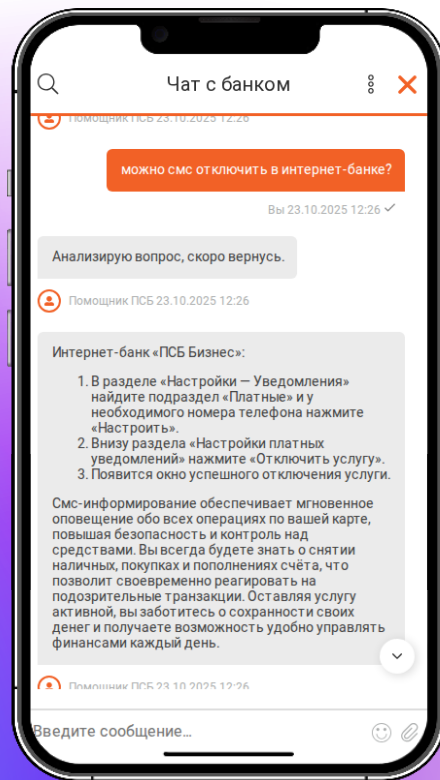 Чат с банком
Помощник ПСБ 23.10.2025 12:26
можно смс отключить в интернет-банке?
Вы 23.10.2025 12:26
Анализирую вопрос, скоро вернусь.
Помощник ПСБ 23.10.2025 12:26
Интернет-банк «ПСБ Бизнес»:
1. В разделе «Настройки — Уведомления»
найдите подраздел «Платные» и у
необходимого номера телефона нажмите
«Настроить».
2. Внизу раздела «Настройки платных
уведомлений» нажмите «Отключить услугу».
3. Появится окно успешного отключения услуги.
Смс-информирование обеспечивает мгновенное
оповещение обо всех операциях по вашей карте,
повышая безопасность и контроль над
средствами. Вы всегда будете знать о снятии
наличных, покупках и пополнениях счёта, что
позволит своевременно реагировать на
подозрительные транзакции. Оставляя услугу
активной, вы заботитесь о сохранности своих
денег и получаете возможность удобно управлять
финансами каждый день.
Помощник ПСБ 23.10.2025 12:26
Введите сообщение...